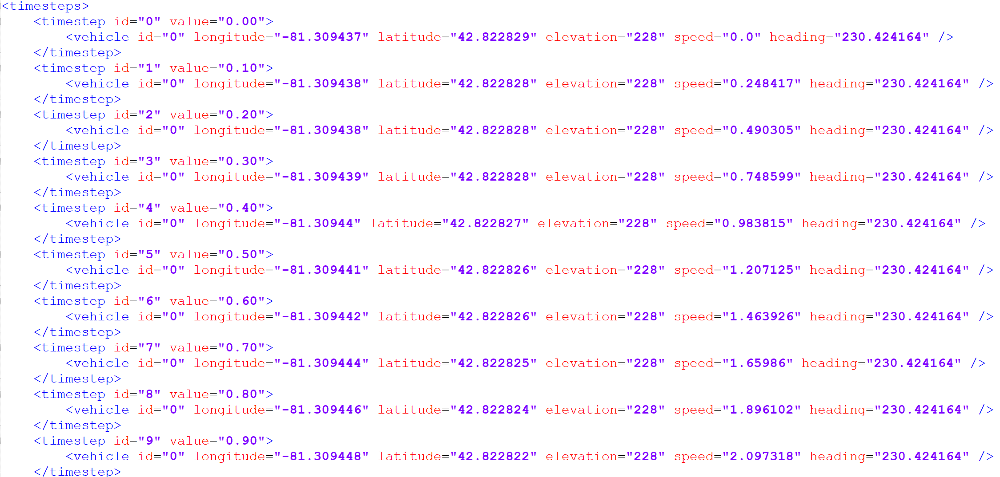 <timesteps>
<timestep id="0" value="0.00">
<vehicle id="0" longitude="-81.309437" latitude="42.822829" elevation="228" speed="0.0" heading="230.424164" />
</timestep>
<timestep id="1" value="0.10">
<vehicle id="0" longitude="-81.309438" latitude="42.822828" elevation="228" speed="0.248417" heading="230.424164" />
</timestep>
<timestep id="2" value="0.20">
<vehicle id="0" longitude="-81.309438" latitude="42.822828" elevation="228" speed="0.490305" heading="230.424164" />
</timestep>
<timestep id="3" value="0.30">
<vehicle id="0" longitude="-81.309439" latitude="42.822828" elevation="228" speed="0.748599" heading="230.424164" />
</timestep>
<timestep id="4" value="0.40">
<vehicle id="0" longitude="-81.30944" latitude="42.822827" elevation="228" speed="0.983815" heading="230.424164" />
</timestep>
<timestep id="5" value="0.50">
<vehicle id="0" longitude="-81.309441" latitude="42.822826" elevation="228" speed="1.207125" heading="230.424164" />
</timestep>
<timestep id="6" value="0.60">
<vehicle id="0" longitude="-81.309442" latitude="42.822826" elevation="228" speed="1.463926" heading="230.424164" />
</timestep>
<timestep id="7" value="0.70">
<vehicle id="0" longitude="-81.309444" latitude="42.822825" elevation="228" speed="1.65986" heading="230.424164" />
</timestep>
<timestep id="8" value="0.80">
<vehicle id="0" longitude="-81.309446" latitude="42.822824" elevation="228" speed="1.896102" heading="230.424164" />
</timestep>
<timestep id="9" value="0.90">
<vehicle id="0" longitude="-81.309448" latitude="42.822822" elevation="228" speed="2.097318" heading="230.424164" />
</timestep>